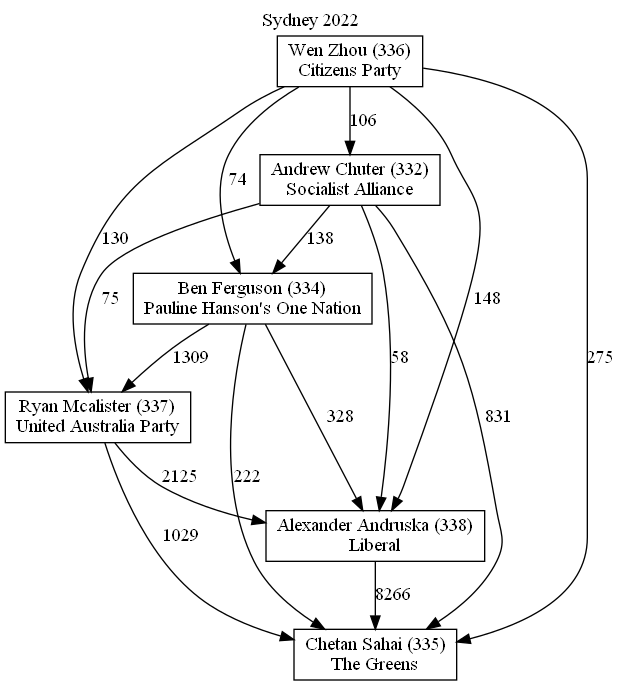 Sydney 2022
Wen Zhou (336)
Citizens Party
106
Andrew Chuter (332)
Socialist Alliance
74
130
138
75
Ben Ferguson (334)
Pauline Hanson's One Nation
148
1309
58
275
Ryan Mcalister (337)
United Australia Party
328
831
2125
222
1029
Alexander Andruska (338)
Liberal
8266
Chetan Sahai (335)
The Greens